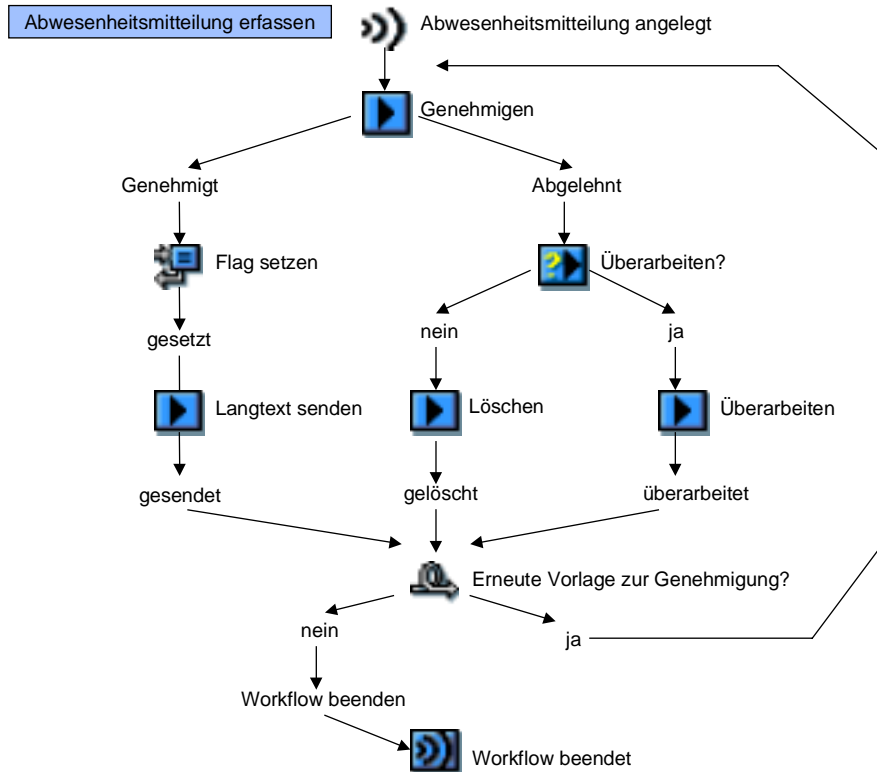 Abwesenheitsmitteilung erfassen
Abwesenheitsmitteilung angelegt
Genehmigen
Genehmigt
Abgelehnt
Flag setzen
Überarbeiten?
gesetzt
nein
ja
Langtext senden
Löschen
Überarbeiten
gesendet
gelöscht
überarbeitet
Erneute Vorlage zur Genehmigung?
nein
ja
Workflow beenden
Workflow beendet